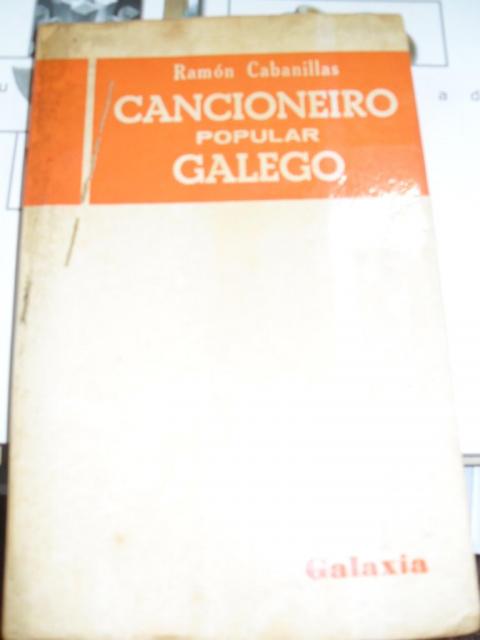 Ramón Cabanillas
CANCIONEIRO
POPULAR
GALEGO
Galaxia